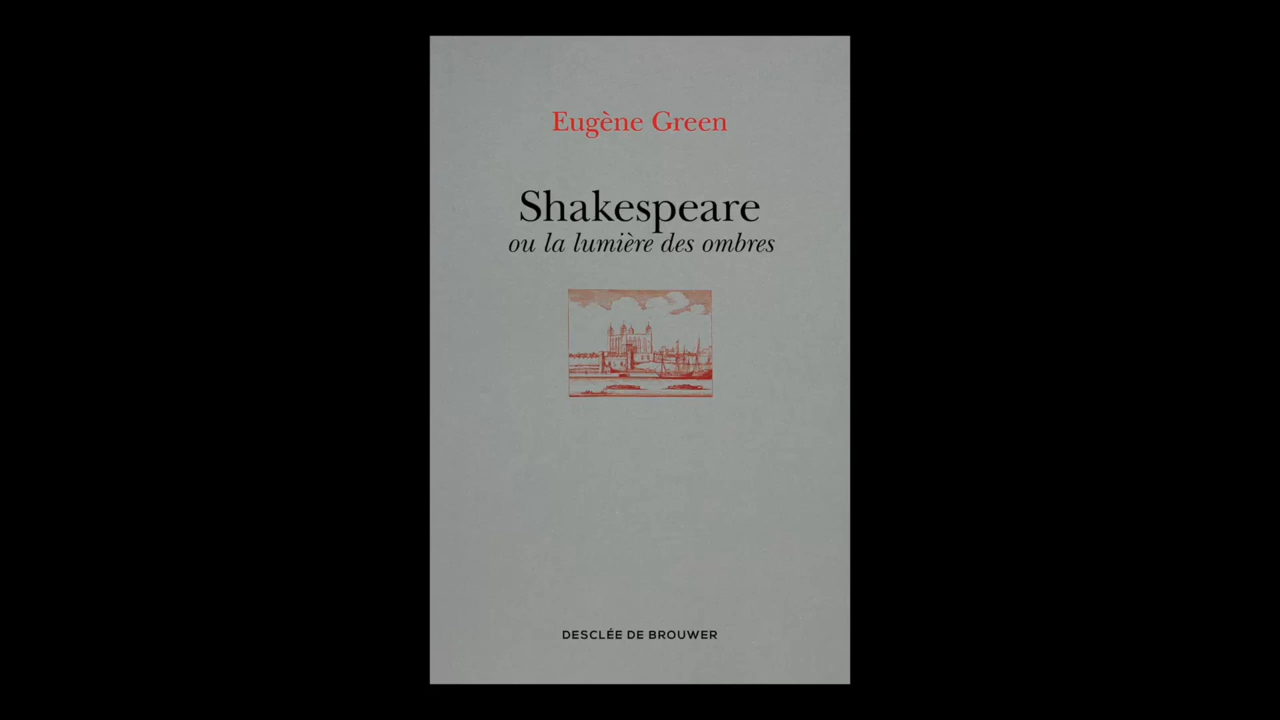 Eugène Green
Shakespeare
ou la lumière des ombres
DESCLÉE DE BROUWER